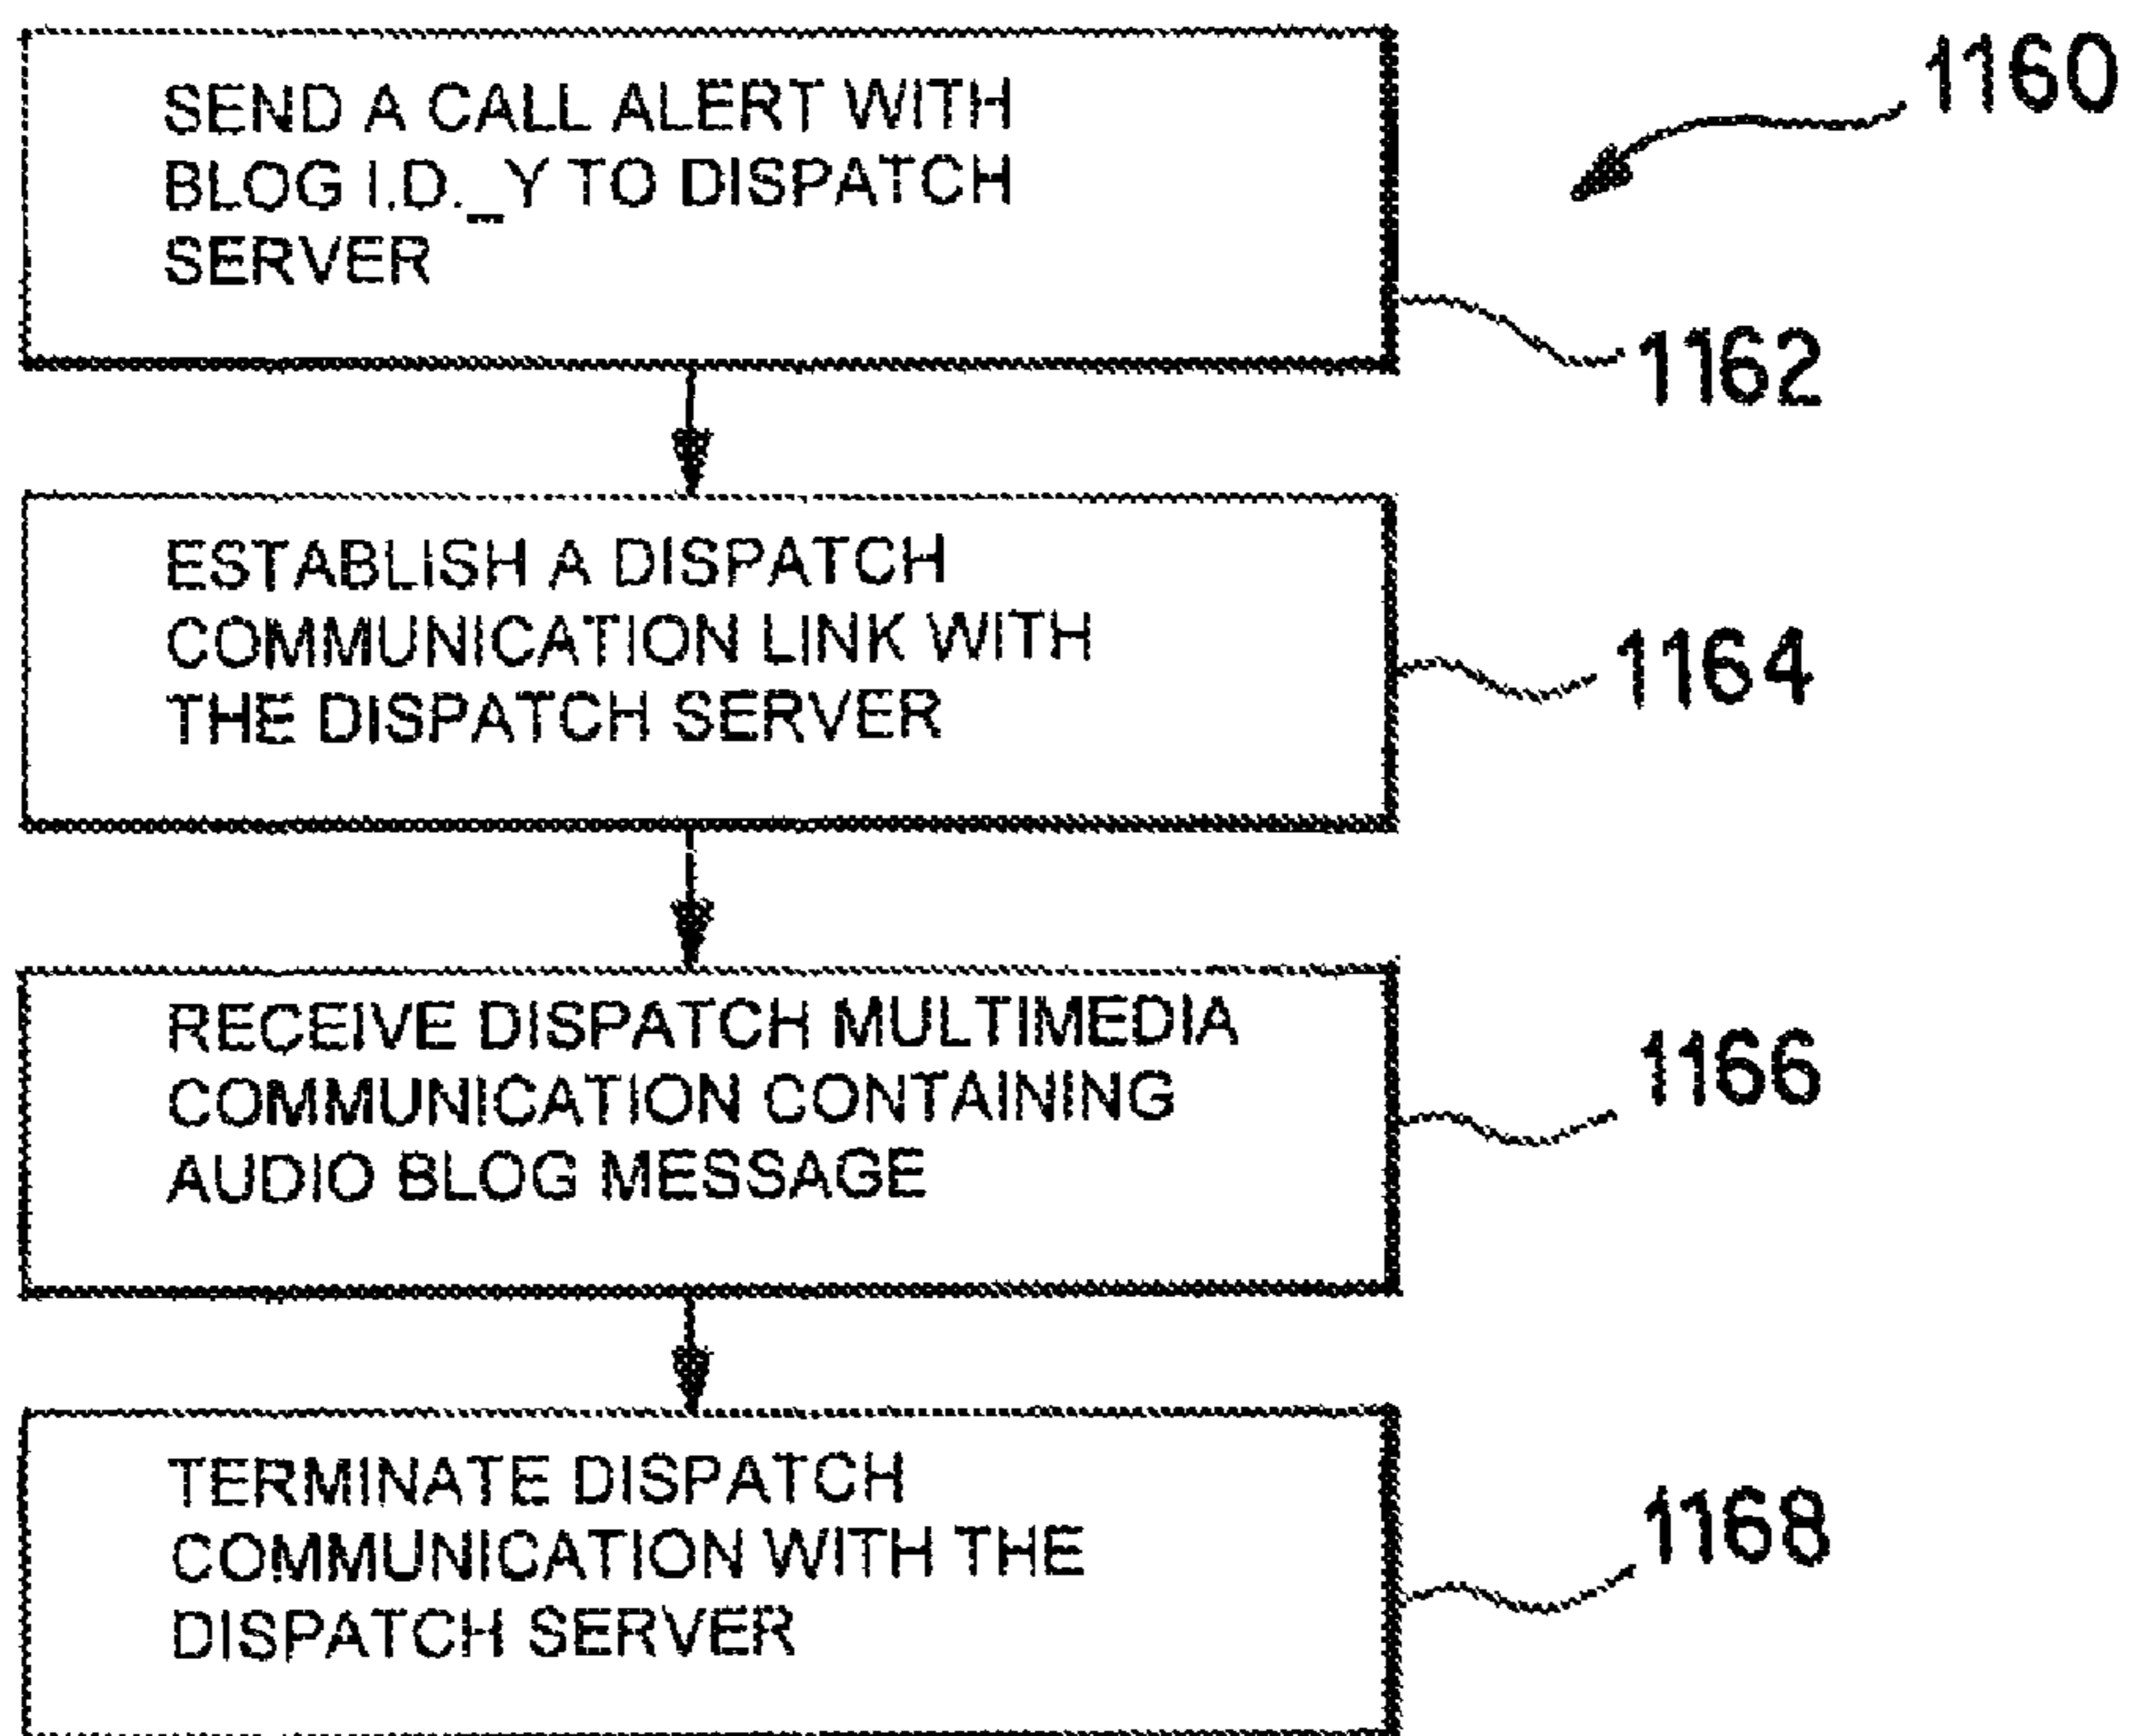 1160
SEND A CALL ALERT WITH
BLOG I.D._Y TO DISPATCH
SERVER
1162
ESTABLISH A DISPATCH
COMMUNICATION LINK WITH
THE DISPATCH SERVER
1164
RECEIVE DISPATCH MULTIMEDIA
COMMUNICATION CONTAINING
AUDIO BLOG MESSAGE
1166
TERMINATE DISPATCH
COMMUNICATION WITH THE
DISPATCH SERVER
1168